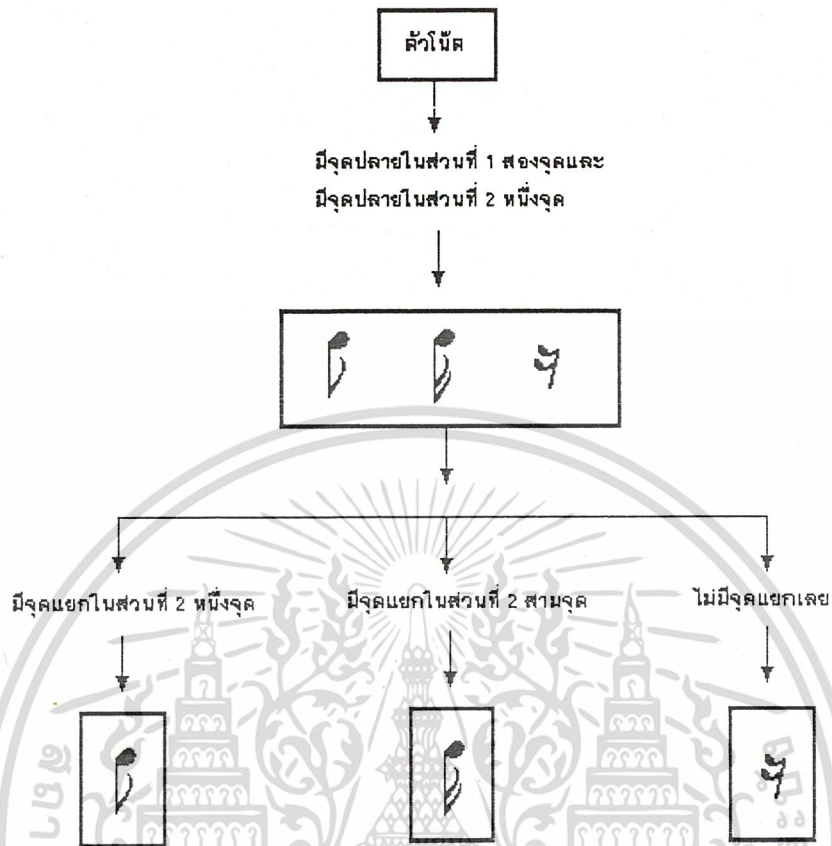 ตัวโน้ต
มีจุดปลายในส่วนที่ 1 สองจุดและ
มีจุดปลายในส่วนที่ 2 หนึ่งจุด
มีจุดแยกในส่วนที่ 2 หนึ่งจุด
มีจุดแยกในส่วนที่ 2 สามจุด
ไม่มีจุดแยกเลย